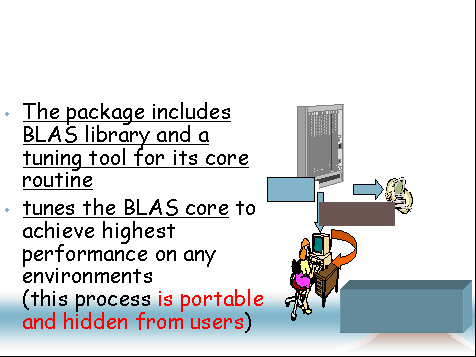 • The package includes
BLAS library and a
tuning tool for its core
routine
• tunes the BLAS core to
achieve highest
performance on any
environments
(this process is portable
and hidden from users)